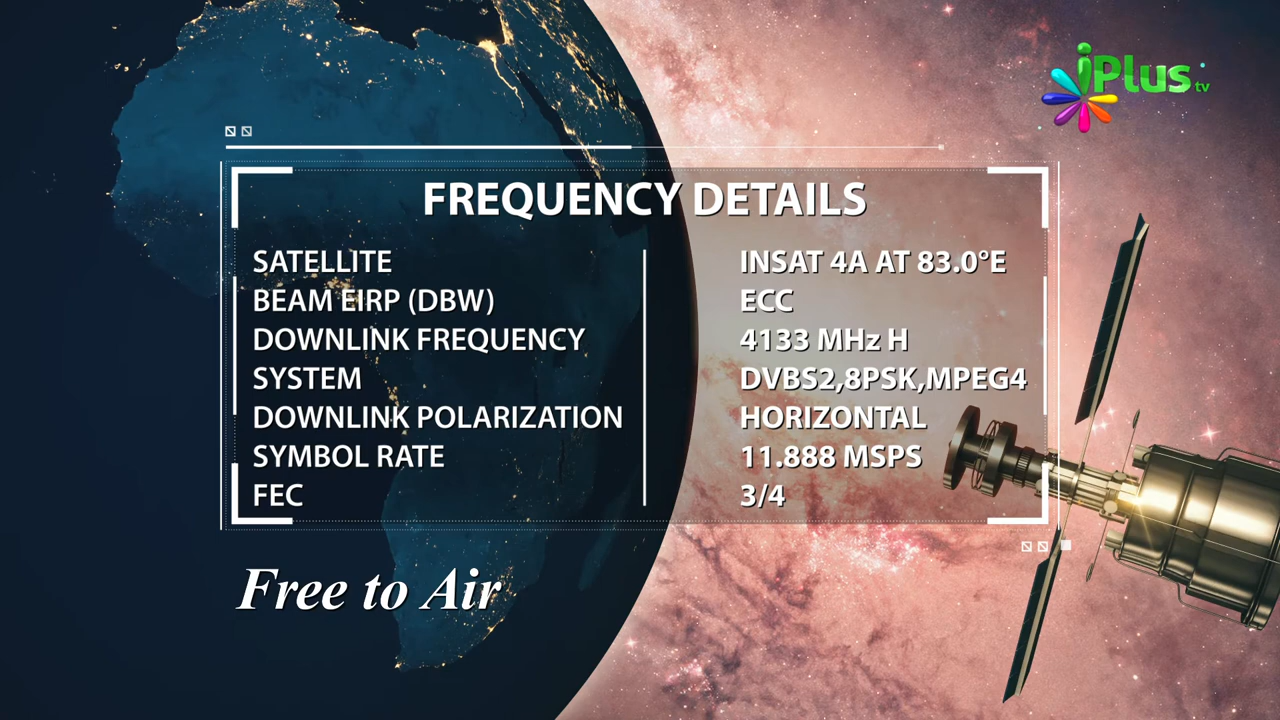 iPlus tv
FREQUENCY DETAILS
SATELLITE INSAT 4A AT 83.0°E
BEAM EIRP (DBW) ECC
DOWNLINK FREQUENCY 4133 MHz H
SYSTEM DVBS2,8PSK,MPEG4
DOWNLINK POLARIZATION HORIZONTAL
SYMBOL RATE 11.888 MSPS
FEC 3/4
Free to Air